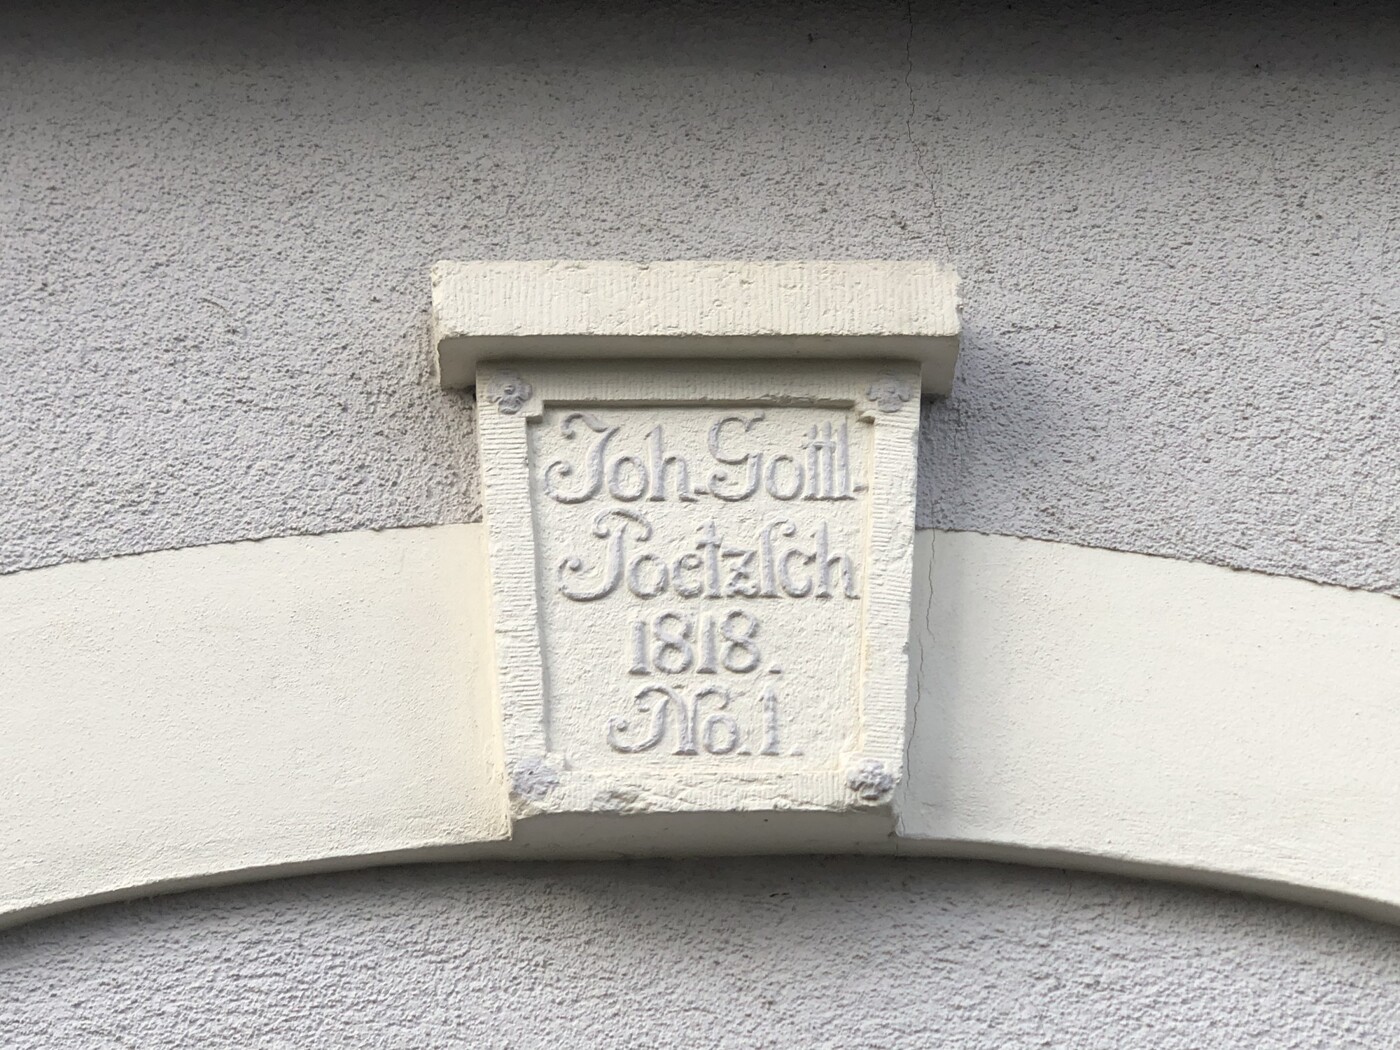 Joh. Gottl.
Poetzſch
1818.
No. 1.